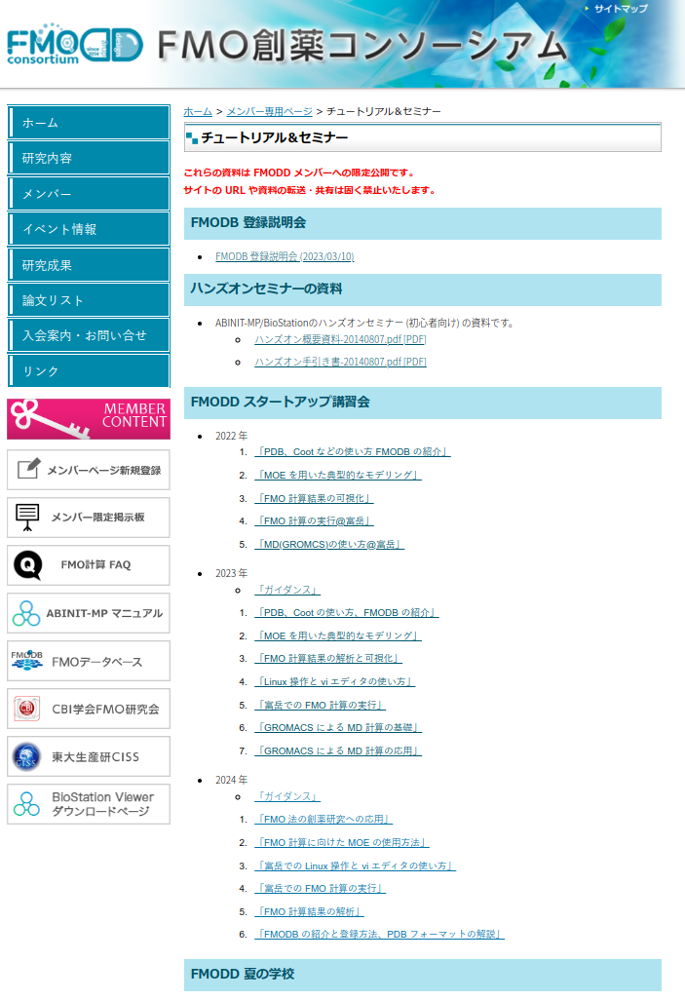 サイトマップ
FMODD
consortium
since 2014
design
FMO創薬コンソーシアム
ホーム
研究内容
メンバー
イベント情報
研究成果
論文リスト
入会案内・お問い合せ
リンク
MEMBER
CONTENT
メンバーページ新規登録
メンバー限定掲示板
Q
FMO計算 FAQ
ABINIT-MP マニュアル
FMODB
FMOデータベース
CBI
CBI学会FMO研究会
CISS
東大生産研CISS
BioStation Viewer
ダウンロードページ
ホーム > メンバー専用ページ > チュートリアル&セミナー
チュートリアル&セミナー
これらの資料は FMODD メンバーへの限定公開です。
サイトの URL や資料の転送・共有は固く禁止いたします。
FMODB 登録説明会
FMODB 登録説明会 (2023/03/10)
ハンズオンセミナーの資料
ABINIT-MP/BioStationのハンズオンセミナー (初心者向け) の資料です。
ハンズオン概要資料-20140807.pdf [PDF]
ハンズオン手引き書-20140807.pdf [PDF]
FMODD スタートアップ講習会
2022 年
1. 「PDB、Coot などの使い方 FMODB の紹介」
2. 「MOE を用いた典型的なモデリング」
3. 「FMO 計算結果の可視化」
4. 「FMO 計算の実行@富岳」
5. 「MD(GROMCS)の使い方@富岳」
2023 年
「ガイダンス」
1. 「PDB、Coot の使い方、FMODB の紹介」
2. 「MOE を用いた典型的なモデリング」
3. 「FMO 計算結果の解析と可視化」
4. 「Linux 操作と vi エディタの使い方」
5. 「富岳での FMO 計算の実行」
6. 「GROMACS による MD 計算の基礎」
7. 「GROMACS による MD 計算の応用」
2024 年
「ガイダンス」
1. 「FMO 法の創薬研究への応用」
2. 「FMO 計算に向けた MOE の使用方法」
3. 「富岳での Linux 操作と vi エディタの使い方」
4. 「富岳での FMO 計算の実行」
5. 「FMO 計算結果の解析」
6. 「FMODB の紹介と登録方法、PDB フォーマットの解説」
FMODD 夏の学校